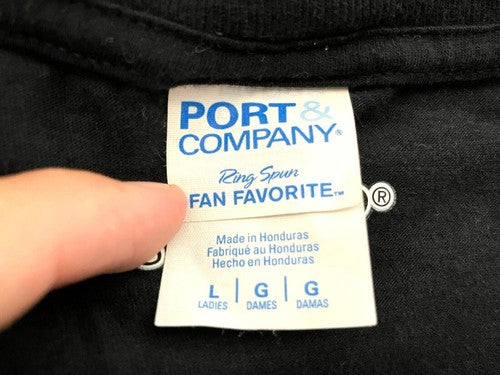 PORT &
COMPANY®
Ring Spun
FAN FAVORITE™
®
Made in Honduras
Fabriqué au Honduras
Hecho en Honduras
L | G | G
LADIES | DAMES | DAMAS